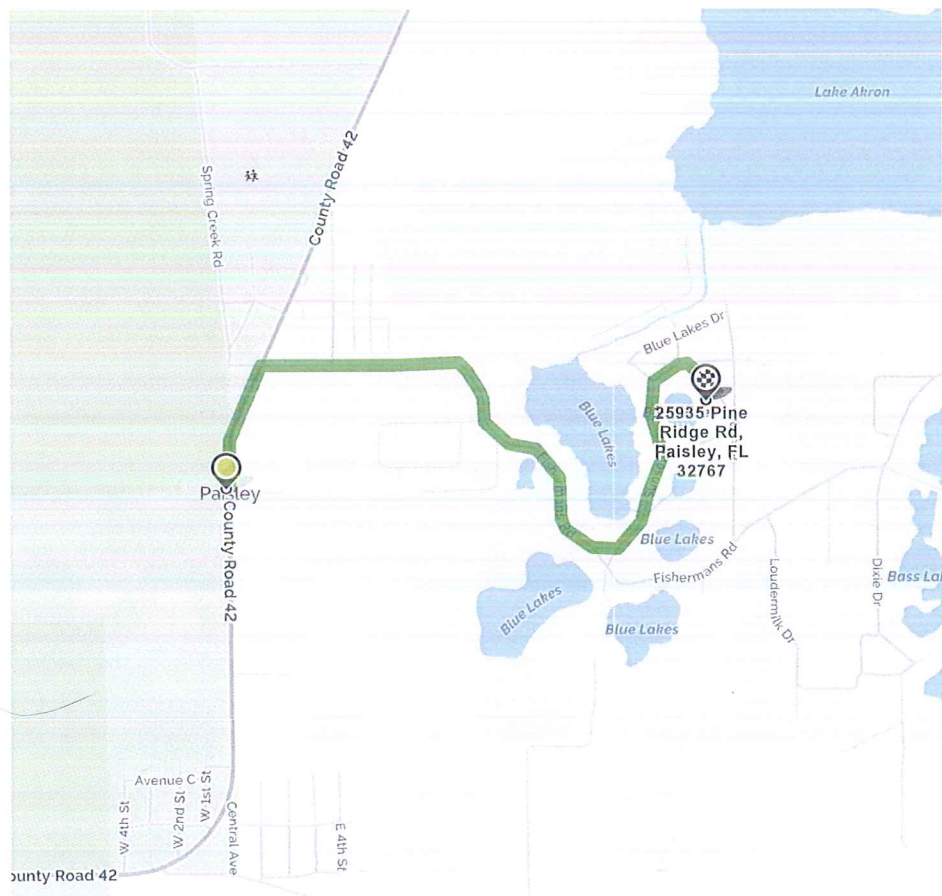 Lake Akron
County Road 42
Spring Creek Rd
Blue Lakes Dr
Blue Lakes
25935 Pine
Ridge Rd,
Paisley, FL
32767
Paisley
County Road 42
Blue Lakes
Fishermans Rd
Blue Lakes
Blue Lakes
Loudermilk Dr
Dixie Dr
Bass
Avenue C
W 4th St
W 2nd St
W 1st St
Central Ave
E 4th St
Road 42